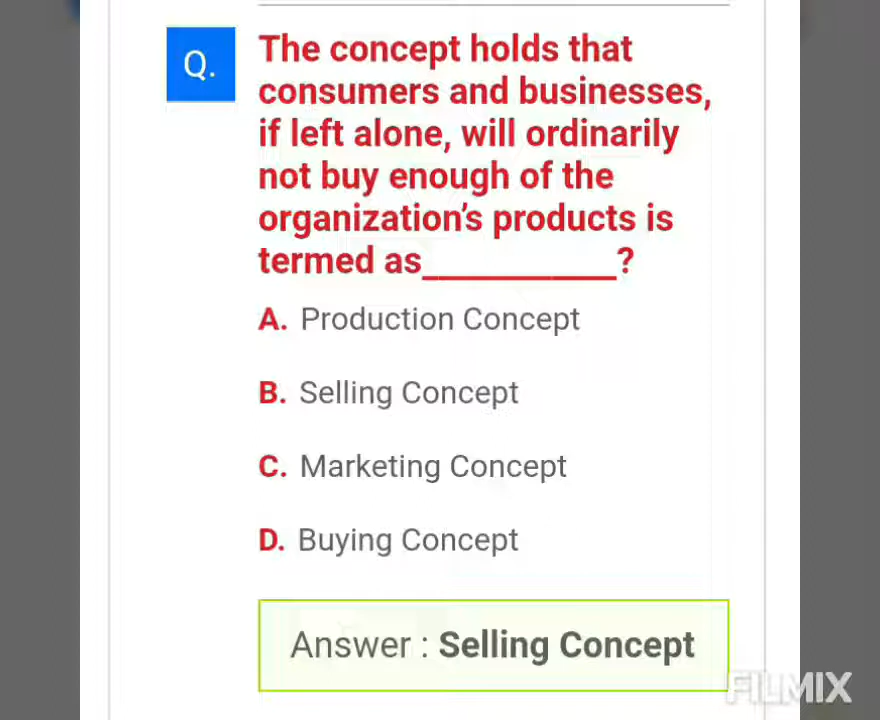 Q.
The concept holds that
consumers and businesses,
if left alone, will ordinarily
not buy enough of the
organization's products is
termed as__________?
A. Production Concept
B. Selling Concept
C. Marketing Concept
D. Buying Concept
Answer : Selling Concept
FILMIX